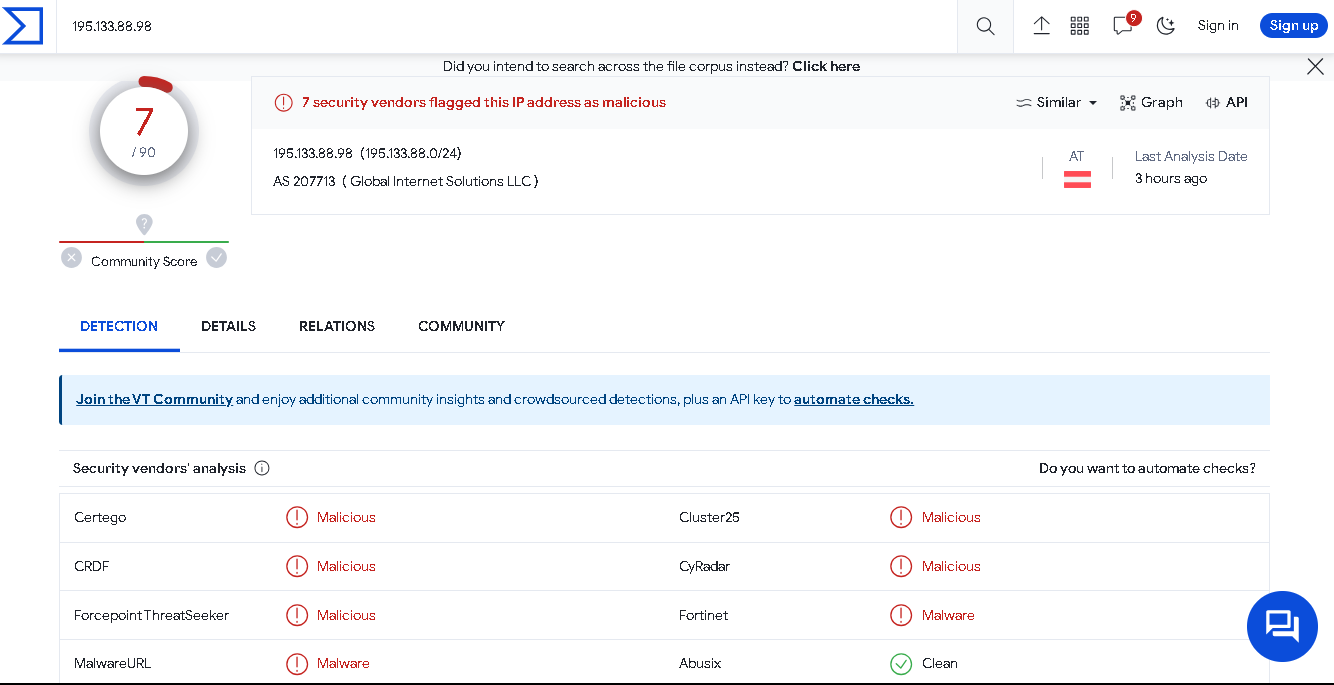 195.133.88.98
9
Sign in
Sign up
Did you intend to search across the file corpus instead? Click here
7
/ 90
Community Score
7 security vendors flagged this IP address as malicious
Similar
Graph
API
195.133.88.98 (195.133.88.0/24)
AS 207713 ( Global Internet Solutions LLC )
AT
Last Analysis Date
3 hours ago
DETECTION
DETAILS
RELATIONS
COMMUNITY
Join the VT Community and enjoy additional community insights and crowdsourced detections, plus an API key to automate checks.
Security vendors' analysis
Do you want to automate checks?
Certego
Malicious
Cluster25
Malicious
CRDF
Malicious
CyRadar
Malicious
Forcepoint ThreatSeeker
Malicious
Fortinet
Malware
MalwareURL
Malware
Abusix
Clean